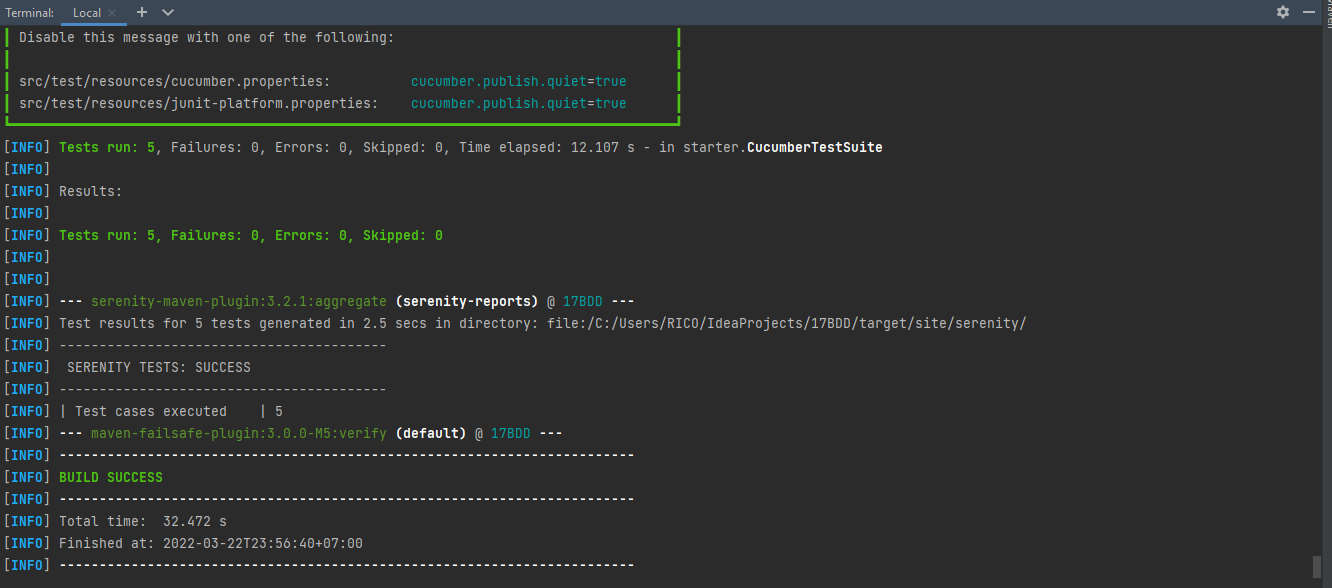 Terminal: Local × + 
Disable this message with one of the following:
src/test/resources/cucumber.properties: cucumber.publish.quiet=true
src/test/resources/junit-platform.properties: cucumber.publish.quiet=true
[INFO] Tests run: 5, Failures: 0, Errors: 0, Skipped: 0, Time elapsed: 12.107 s - in starter.CucumberTestSuite
[INFO]
[INFO] Results:
[INFO]
[INFO] Tests run: 5, Failures: 0, Errors: 0, Skipped: 0
[INFO]
[INFO]
[INFO] --- serenity-maven-plugin:3.2.1:aggregate (serenity-reports) @ 17BDD ---
[INFO] Test results for 5 tests generated in 2.5 secs in directory: file:/C:/Users/RICO/IdeaProjects/17BDD/target/site/serenity/
[INFO] -----------------------------------------
[INFO]  SERENITY TESTS: SUCCESS
[INFO] -----------------------------------------
[INFO] | Test cases executed    | 5
[INFO] --- maven-failsafe-plugin:3.0.0-M5:verify (default) @ 17BDD ---
[INFO] ------------------------------------------------------------------------
[INFO] BUILD SUCCESS
[INFO] ------------------------------------------------------------------------
[INFO] Total time:  32.472 s
[INFO] Finished at: 2022-03-22T23:56:40+07:00
[INFO] ------------------------------------------------------------------------